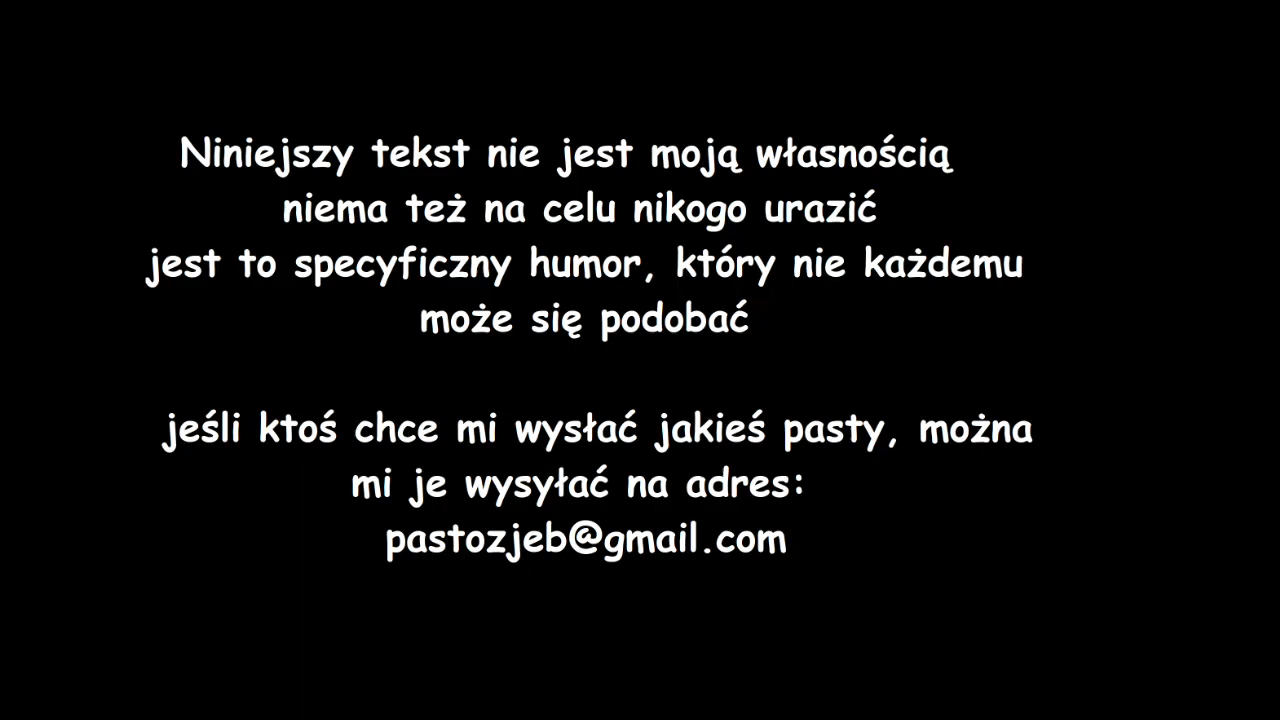 Niniejszy tekst nie jest moją własnością
niema też na celu nikogo urazić
jest to specyficzny humor, który nie każdemu
może się podobać
jeśli ktoś chce mi wysłać jakieś pasty, można
mi je wysyłać na adres:
pastozjeb@gmail.com